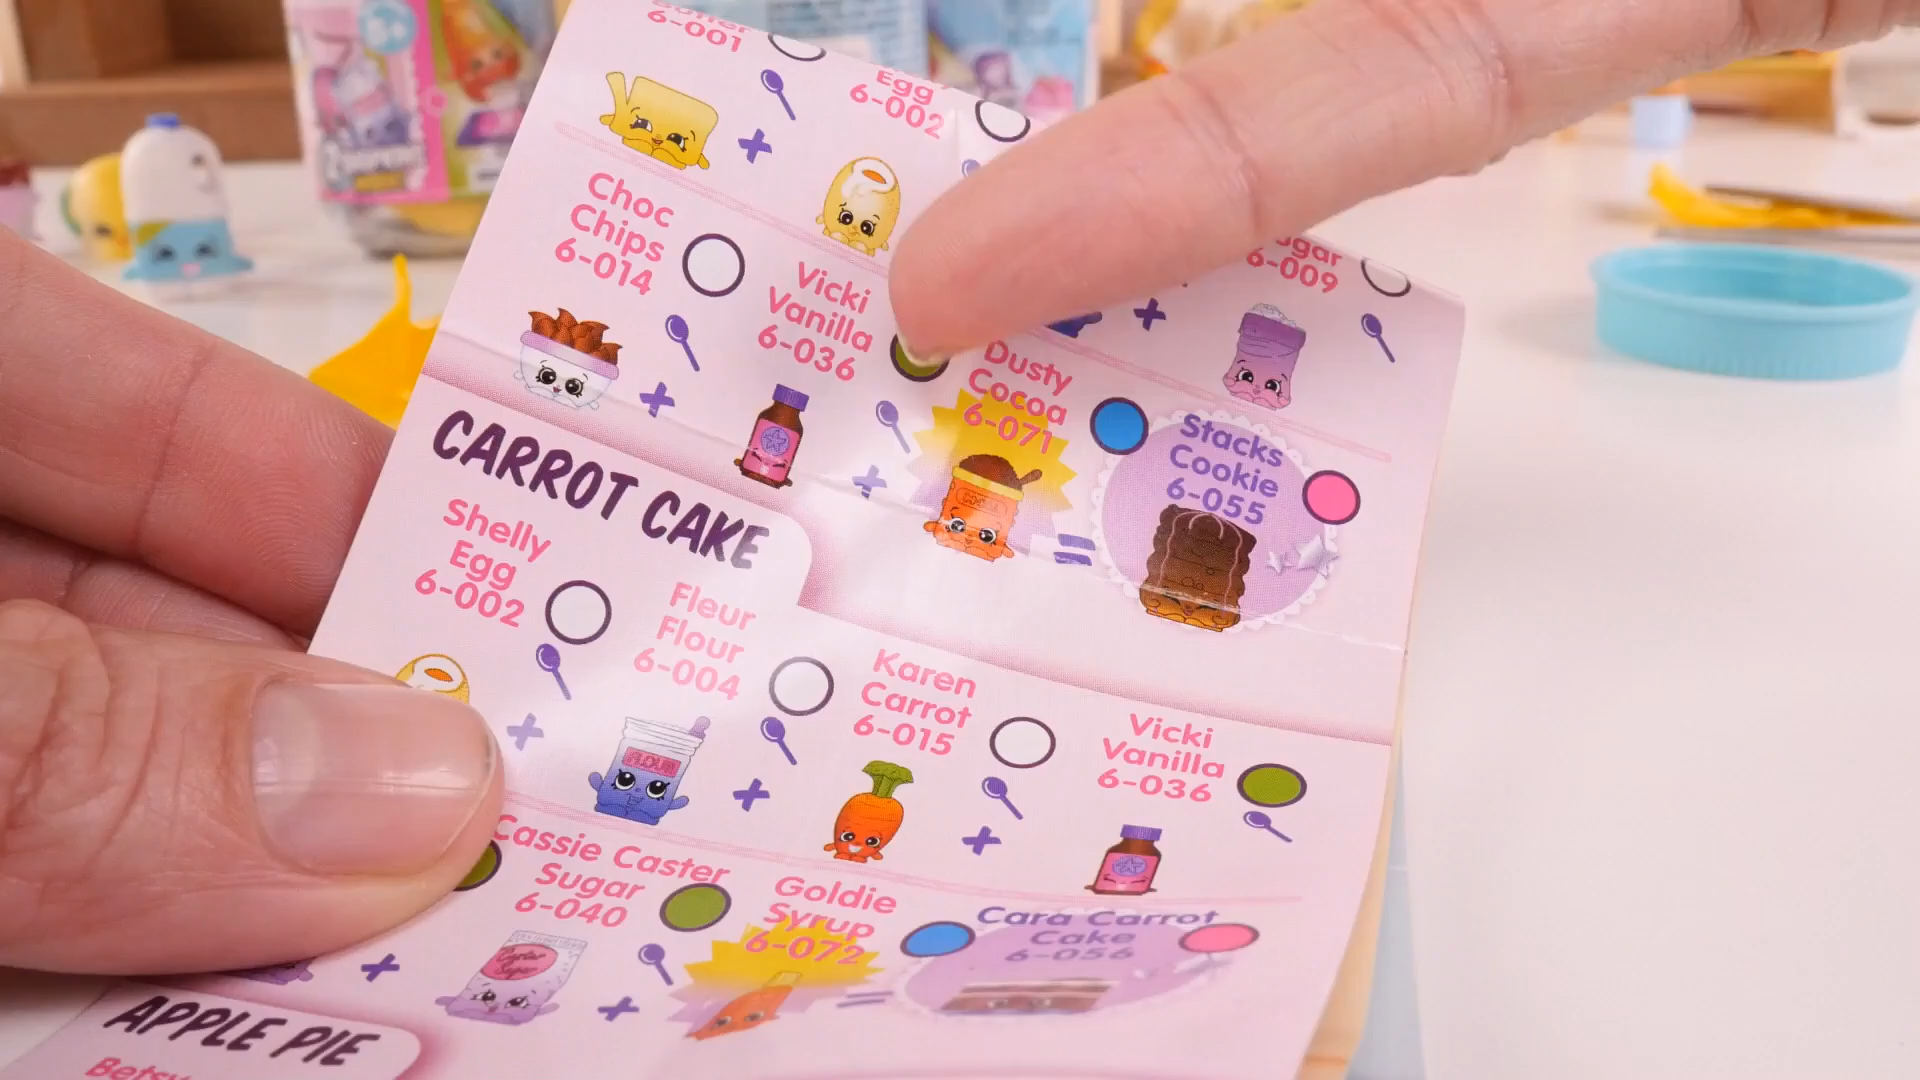 6-001
Egg
6-002
6-009
Choc
Chips
6-014
Vicki
Vanilla
6-036
Dusty
Cocoa
6-071
Stacks
Cookie
6-055
CARROT CAKE
Shelly
Egg
6-002
Fleur
Flour
6-004
FLOUR
Karen
Carrot
6-015
Vicki
Vanilla
6-036
Cassie Caster
Sugar
6-040
Goldie
Syrup
6-072
Cara Carrot
Cake
6-056
APPLE PIE